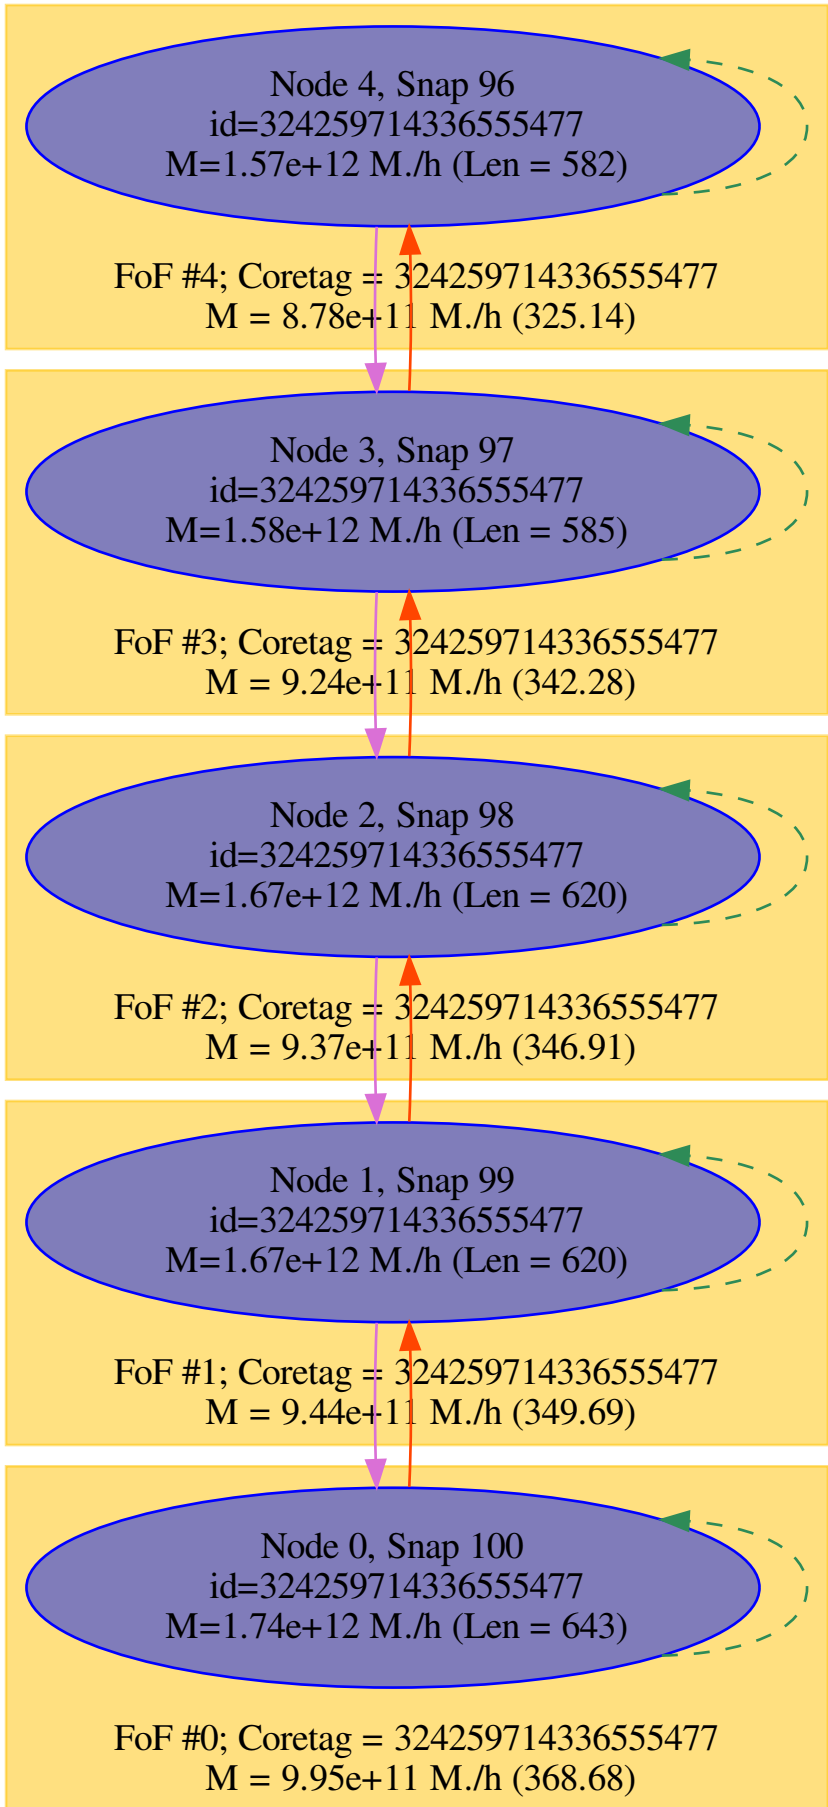 Node 4, Snap 96
id=324259714336555477
M=1.57e+12 M./h (Len = 582)
FoF #4; Coretag = 324259714336555477
M = 8.78e+11 M./h (325.14)
Node 3, Snap 97
id=324259714336555477
M=1.58e+12 M./h (Len = 585)
FoF #3; Coretag = 324259714336555477
M = 9.24e+11 M./h (342.28)
Node 2, Snap 98
id=324259714336555477
M=1.67e+12 M./h (Len = 620)
FoF #2; Coretag = 324259714336555477
M = 9.37e+11 M./h (346.91)
Node 1, Snap 99
id=324259714336555477
M=1.67e+12 M./h (Len = 620)
FoF #1; Coretag = 324259714336555477
M = 9.44e+11 M./h (349.69)
Node 0, Snap 100
id=324259714336555477
M=1.74e+12 M./h (Len = 643)
FoF #0; Coretag = 324259714336555477
M = 9.95e+11 M./h (368.68)